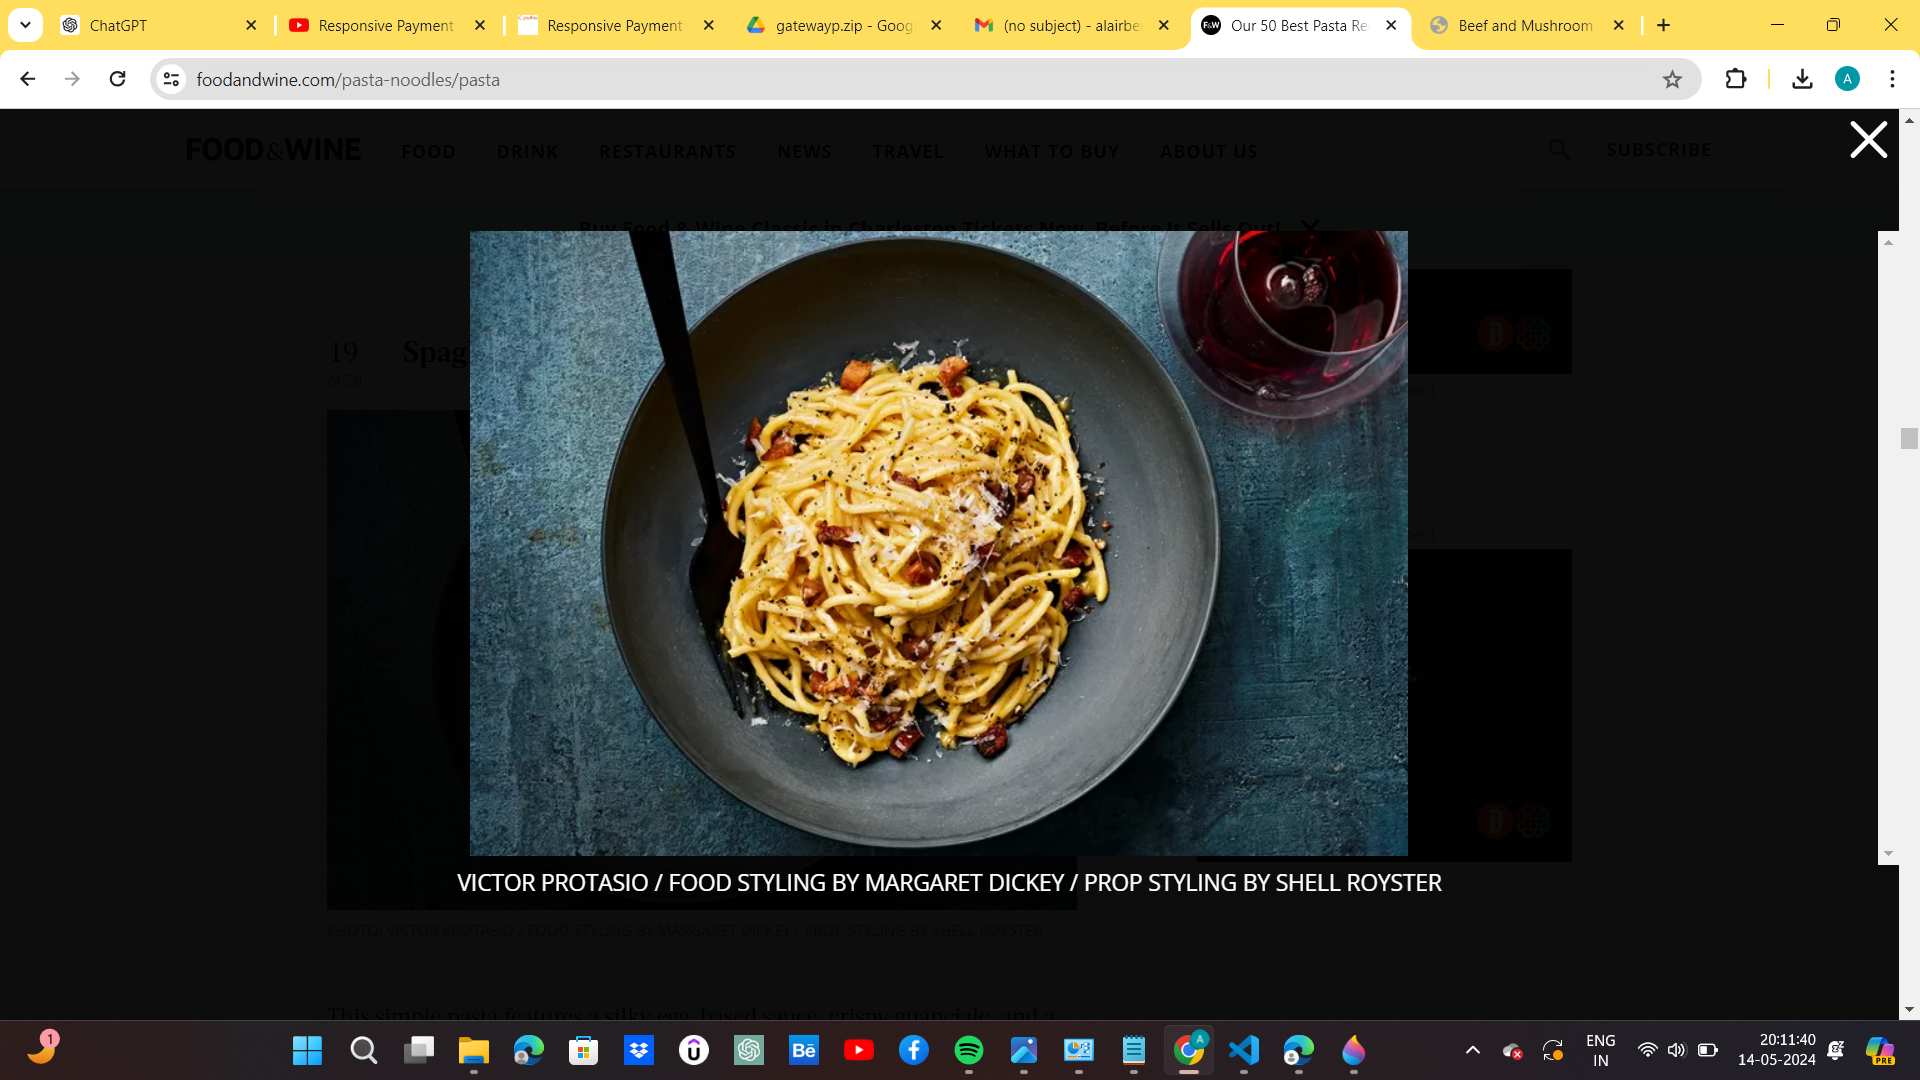 ChatGPT
Responsive Payment
Responsive Payment
gatewayp.zip - Goog
(no subject) - alairbe
F&W
Our 50 Best Pasta Re
Beef and Mushroom
foodandwine.com/pasta-noodles/pasta
A
FOOD&WINE
FOOD
DRINK
RESTAURANTS
NEWS
TRAVEL
WHAT TO BUY
ABOUT US
SUBSCRIBE
Buy Food & Wine Classic in Charleston Tickets Now, Before It Sells Out!
19
Spag
of 50
VICTOR PROTASIO / FOOD STYLING BY MARGARET DICKEY / PROP STYLING BY SHELL ROYSTER
PHOTO: VICTOR PROTASIO / FOOD STYLING BY MARGARET DICKEY / PROP STYLING BY SHELL ROYSTER
This simple pasta features a silky egg-based sauce, crispy guanciale, and a
1
Bē
A
ENG
IN
20:11:40
14-05-2024
PRE